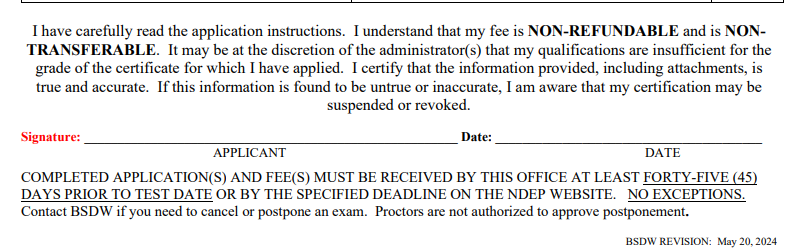 I have carefully read the application instructions.  I understand that my fee is NON-REFUNDABLE and is NON-
TRANSFERABLE.  It may be at the discretion of the administrator(s) that my qualifications are insufficient for the
grade of the certificate for which I have applied.  I certify that the information provided, including attachments, is
true and accurate.  If this information is found to be untrue or inaccurate, I am aware that my certification may be
suspended or revoked.
Signature: ______________________________________________________ Date: ______________________________________
APPLICANT DATE
COMPLETED APPLICATION(S) AND FEE(S) MUST BE RECEIVED BY THIS OFFICE AT LEAST FORTY-FIVE (45)
DAYS PRIOR TO TEST DATE OR BY THE SPECIFIED DEADLINE ON THE NDEP WEBSITE.  NO EXCEPTIONS.
Contact BSDW if you need to cancel or postpone an exam.  Proctors are not authorized to approve postponement.
BSDW REVISION:  May 20, 2024